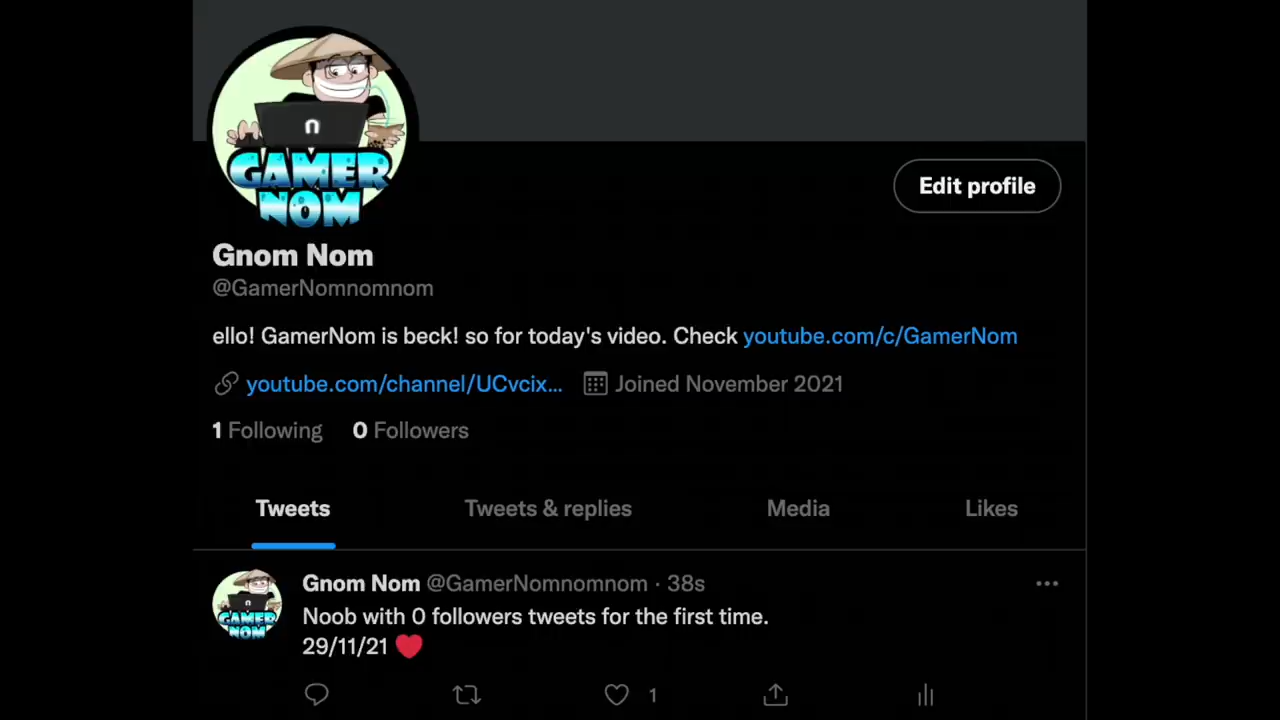 GAMER
NOM
Edit profile
Gnom Nom
@GamerNomnomnom
ello! GamerNom is beck! so for today's video. Check youtube.com/c/GamerNom
youtube.com/channel/UCvcix... Joined November 2021
1 Following 0 Followers
Tweets Tweets & replies Media Likes
GAMER
NOM
Gnom Nom @GamerNomnomnom · 38s
Noob with 0 followers tweets for the first time.
29/11/21 ❤️
1